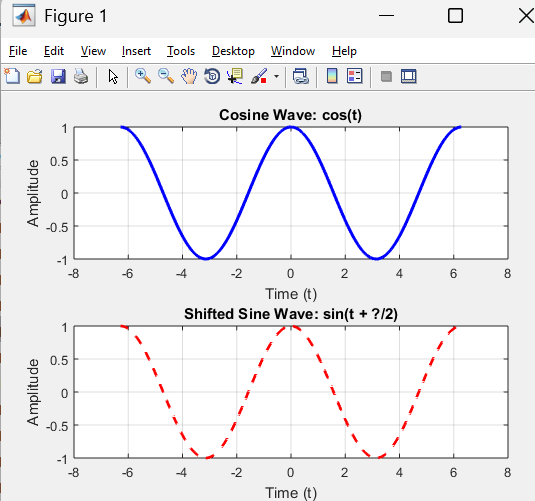 Figure 1
File Edit View Insert Tools Desktop Window Help
Cosine Wave: cos(t)
1
0.5
0
-0.5
-1
Amplitude
-8 -6 -4 -2 0 2 4 6 8
Time (t)
Shifted Sine Wave: sin(t + ?/2)
1
0.5
0
-0.5
-1
Amplitude
-8 -6 -4 -2 0 2 4 6 8
Time (t)